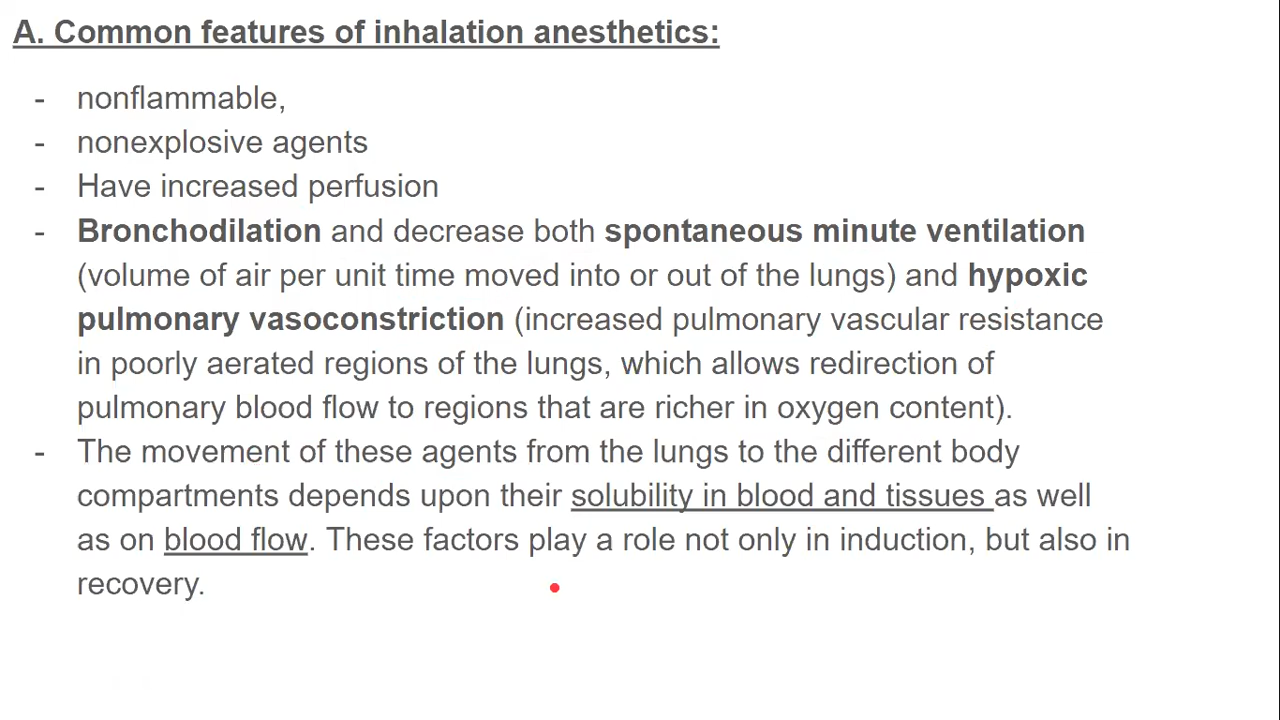 A. Common features of inhalation anesthetics:
- nonflammable,
- nonexplosive agents
- Have increased perfusion
- Bronchodilation and decrease both spontaneous minute ventilation
(volume of air per unit time moved into or out of the lungs) and hypoxic
pulmonary vasoconstriction (increased pulmonary vascular resistance
in poorly aerated regions of the lungs, which allows redirection of
pulmonary blood flow to regions that are richer in oxygen content).
- The movement of these agents from the lungs to the different body
compartments depends upon their solubility in blood and tissues as well
as on blood flow. These factors play a role not only in induction, but also in
recovery.